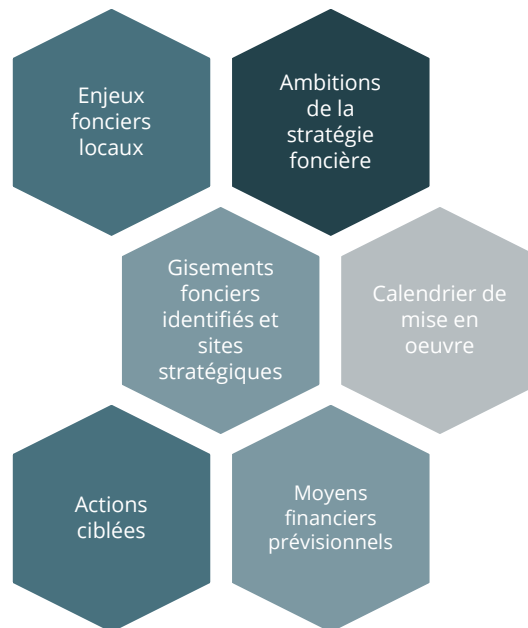 Enjeux
fonciers
locaux
Ambitions
de la
stratégie
foncière
Gisements
fonciers
identifiés et
sites
stratégiques
Calendrier de
mise en
oeuvre
Actions
ciblées
Moyens
financiers
prévisionnels